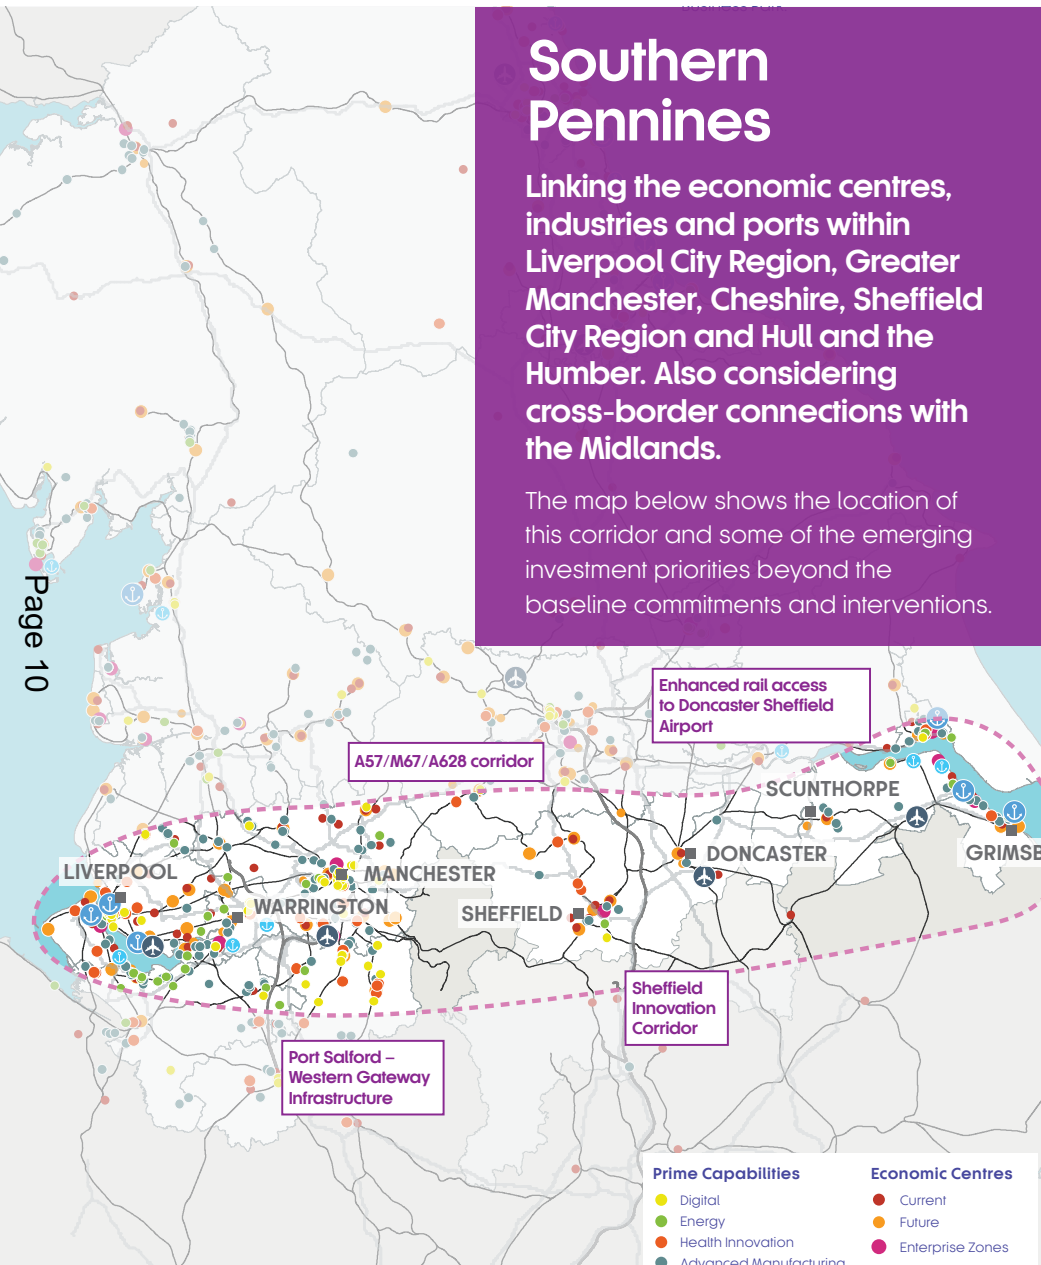 Southern
Pennines
Linking the economic centres,
industries and ports within
Liverpool City Region, Greater
Manchester, Cheshire, Sheffield
City Region and Hull and the
Humber. Also considering
cross-border connections with
the Midlands.
The map below shows the location of
this corridor and some of the emerging
investment priorities beyond the
baseline commitments and interventions.
Page 10
Enhanced rail access
to Doncaster Sheffield
Airport
A57/M67/A628 corridor
SCUNTHORPE
LIVERPOOL
MANCHESTER
DONCASTER
GRIMSB
WARRINGTON
SHEFFIELD
Sheffield
Innovation
Corridor
Port Salford –
Western Gateway
Infrastructure
Prime Capabilities
Digital
Energy
Health Innovation
Advanced Manufacturing
Economic Centres
Current
Future
Enterprise Zones